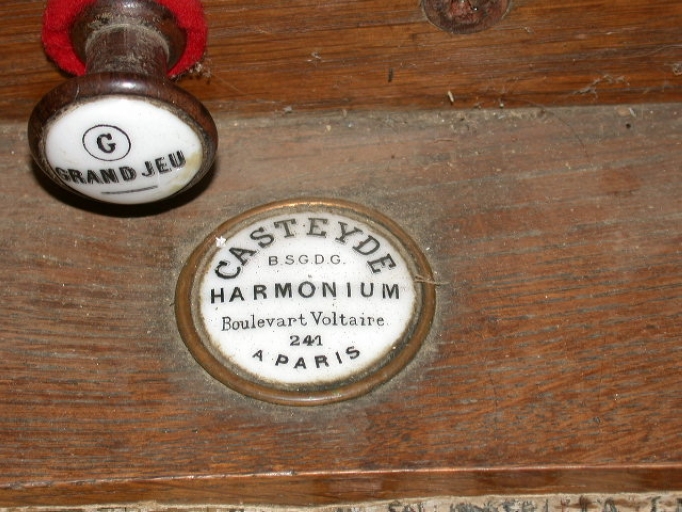 G
GRAND JEU
CASTEYDE
B.S.G.D.G.
HARMONIUM
Boulevart Voltaire
241
A PARIS